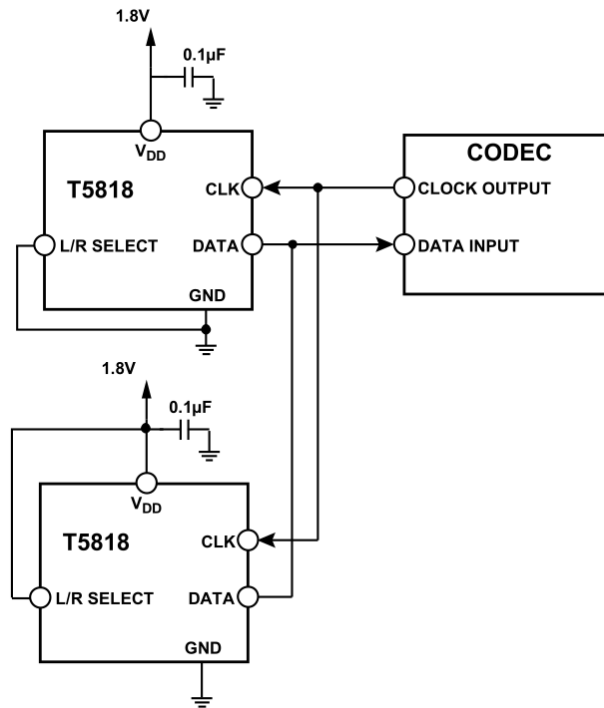 1.8V
0.1µF
VDD
T5818
CLK
L/R SELECT
DATA
GND
CODEC
CLOCK OUTPUT
DATA INPUT
1.8V
0.1µF
VDD
T5818
CLK
L/R SELECT
DATA
GND